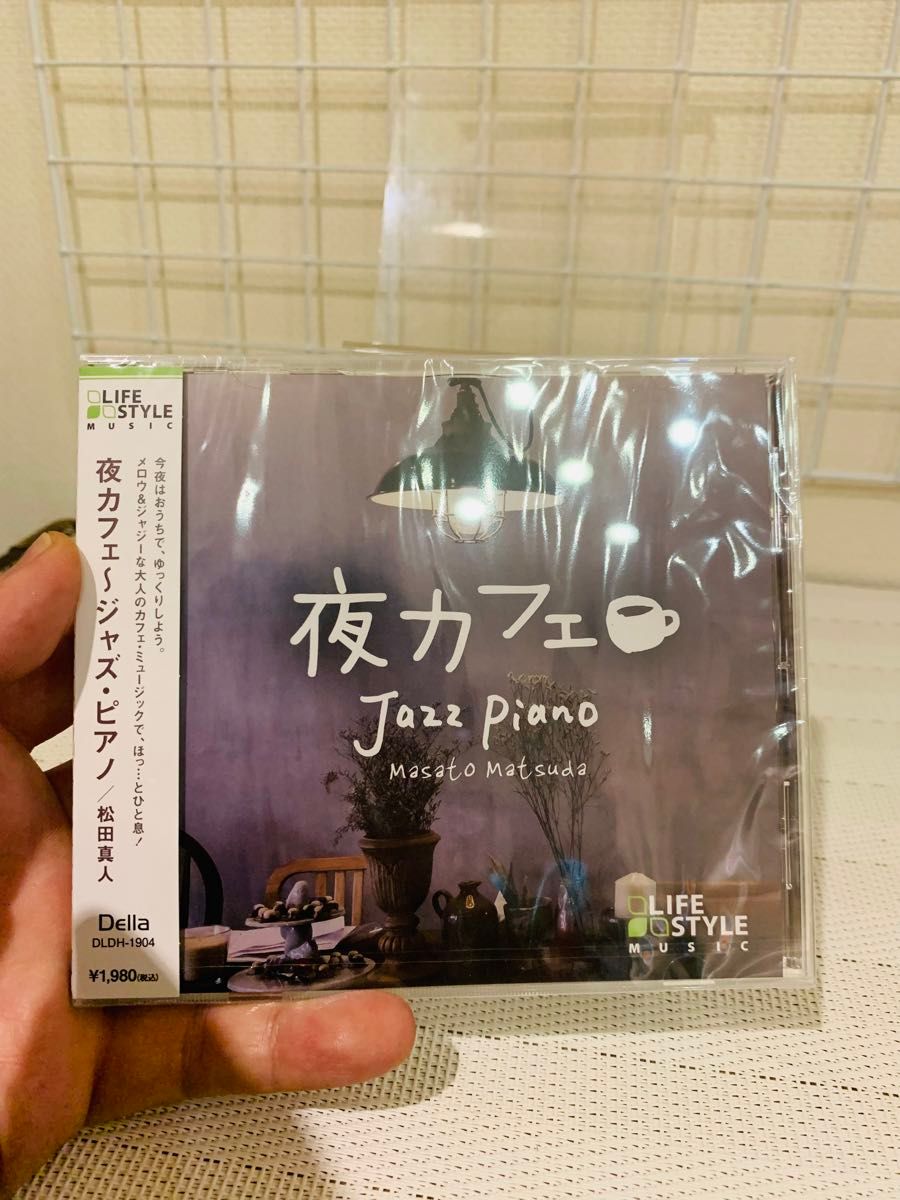 LIFE
STYLE
MUSIC
今夜はおうちで、ゆっくりしよう。
メロウ&ジャジーな大人のカフェ・ミュージックで、ほっ…とひと息!
夜カフェ〜ジャズ・ピアノ/松田真人
Della
DLDH-1904
¥1,980(税込)
夜カフェ
Jazz Piano
Masato Matsuda
LIFE
STYLE
MUSIC